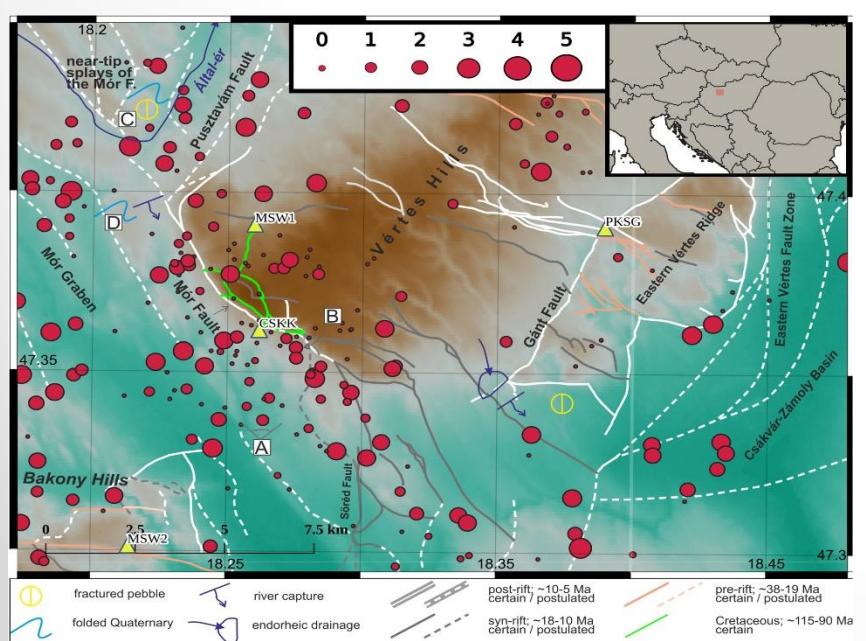 18.2
0 1 2 3 4 5
near-tip
splays of
the Mór F.
Által-ér
Pusztavám Fault
C
Vértes Hills
47.4
D
MSW1
PKSG
Mór Graben
Mór Fault
Eastern Vértes Ridge
Eastern Vértes Fault Zone
B
CSKK
Gánt Fault
47.35
Csákvár-Zámoly Basin
A
Bakony Hills
Söréd Fault
0 2.5 5 7.5 km
MSW2
18.25
18.35
18.45
47.3
fractured pebble
river capture
post-rift; ~10-5 Ma
certain / postulated
pre-rift; ~38-19 Ma
certain / postulated
folded Quaternary
endorheic drainage
syn-rift; ~18-10 Ma
certain / postulated
Cretaceous; ~115-90 Ma
certain